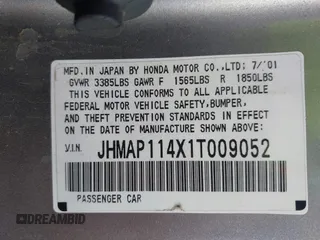 MFD.IN JAPAN BY HONDA MOTOR CO.,LTD; 7/'01
GVWR 3385LBS GAWR F 1565LBS R 1850LBS
THIS VEHICLE CONFORMS TO ALL APPLICABLE
FEDERAL MOTOR VEHICLE SAFETY,BUMPER,
AND THEFT PREVENTION STANDARDS IN EFFECT
ON THE DATE OF MANUFACTURE SHOWN ABOVE:
V.I.N. JHMAP114X1T009052
PASSENGER CAR
DREAMBID